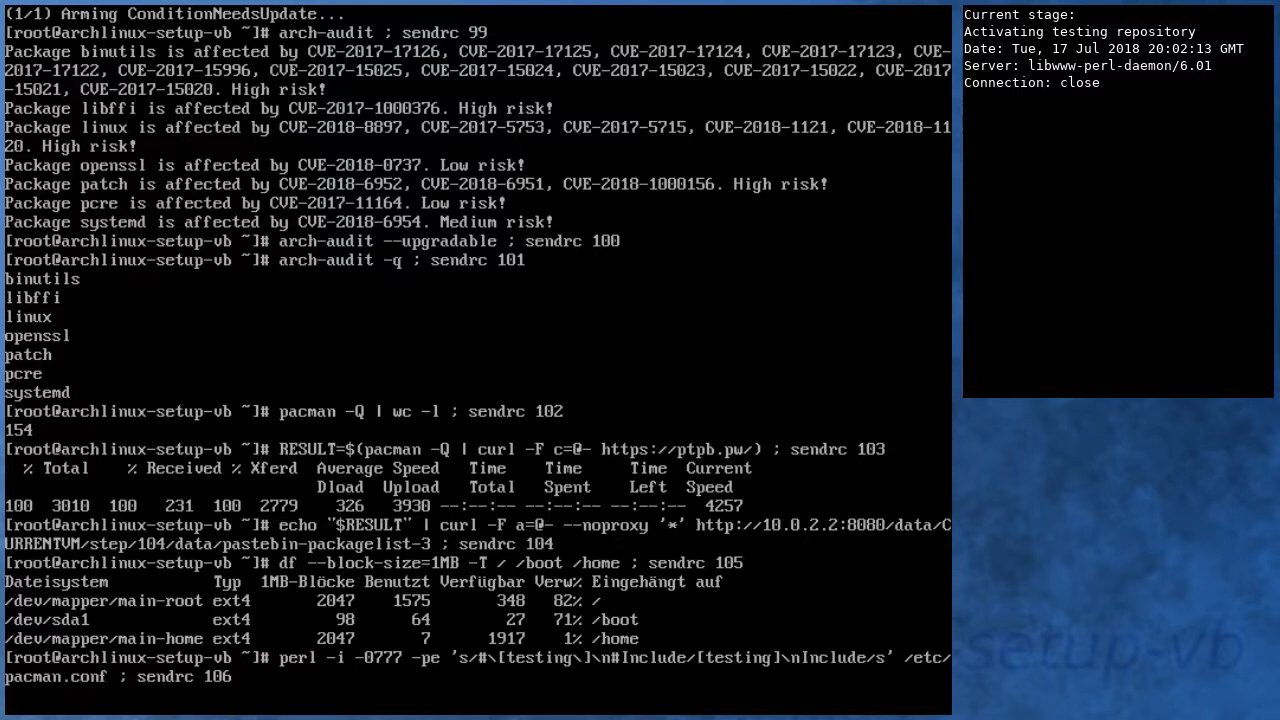 (1/1) Arming ConditionNeedsUpdate...
[root@archlinux-setup-vb ~]# arch-audit ; sendrc 99
Package binutils is affected by CVE-2017-17126, CVE-2017-17125, CVE-2017-17124, CVE-2017-17123, CVE-
2017-17122, CVE-2017-15996, CVE-2017-15025, CVE-2017-15024, CVE-2017-15023, CVE-2017-15022, CVE-2017
-15021, CVE-2017-15020. High risk!
Package libffi is affected by CVE-2017-1000376. High risk!
Package linux is affected by CVE-2018-8897, CVE-2017-5753, CVE-2017-5715, CVE-2018-1121, CVE-2018-11
20. High risk!
Package openssl is affected by CVE-2018-0737. Low risk!
Package patch is affected by CVE-2018-6952, CVE-2018-6951, CVE-2018-1000156. High risk!
Package pcre is affected by CVE-2017-11164. Low risk!
Package systemd is affected by CVE-2018-6954. Medium risk!
[root@archlinux-setup-vb ~]# arch-audit --upgradable ; sendrc 100
[root@archlinux-setup-vb ~]# arch-audit -q ; sendrc 101
binutils
libffi
linux
openssl
patch
pcre
systemd
[root@archlinux-setup-vb ~]# pacman -Q | wc -l ; sendrc 102
154
[root@archlinux-setup-vb ~]# RESULT=$(pacman -Q | curl -F c=@- https://ptpb.pw/) ; sendrc 103
  % Total    % Received % Xferd  Average Speed   Time    Time     Time  Current
                                 Dload  Upload   Total   Spent    Left  Speed
100  3010  100   231  100  2779    326   3930 --:--:-- --:--:-- --:--:--  4257
[root@archlinux-setup-vb ~]# echo "$RESULT" | curl -F a=@- --noproxy '*' http://10.0.2.2:8080/data/C
URRENTVM/step/104/data/pastebin-packagelist-3 ; sendrc 104
[root@archlinux-setup-vb ~]# df --block-size=1MB -T / /boot /home ; sendrc 105
Dateisystem           Typ  1MB-Blöcke Benutzt Verfügbar Verw% Eingehängt auf
/dev/mapper/main-root ext4       2047    1575       348   82% /
/dev/sda1             ext4         98      64        27   71% /boot
/dev/mapper/main-home ext4       2047       7      1917    1% /home
[root@archlinux-setup-vb ~]# perl -i -0777 -pe 's/#\[testing\]\n#Include/[testing]\nInclude/s' /etc/
pacman.conf ; sendrc 106
Current stage:
Activating testing repository
Date: Tue, 17 Jul 2018 20:02:13 GMT
Server: libwww-perl-daemon/6.01
Connection: close
setup-vb